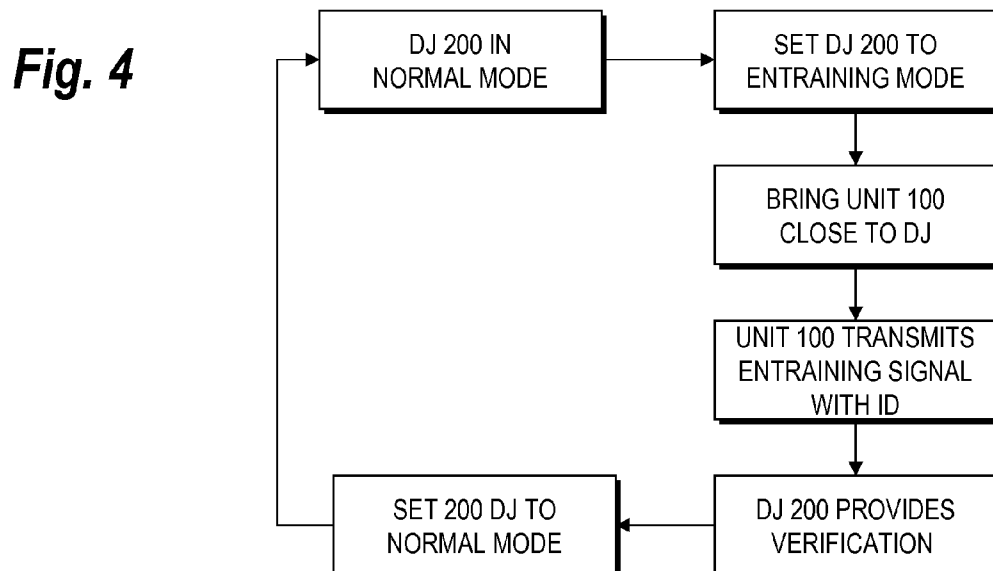 Fig. 4
DJ 200 IN
NORMAL MODE
SET DJ 200 TO
ENTRAINING MODE
BRING UNIT 100
CLOSE TO DJ
UNIT 100 TRANSMITS
ENTRAINING SIGNAL
WITH ID
DJ 200 PROVIDES
VERIFICATION
SET 200 DJ TO
NORMAL MODE